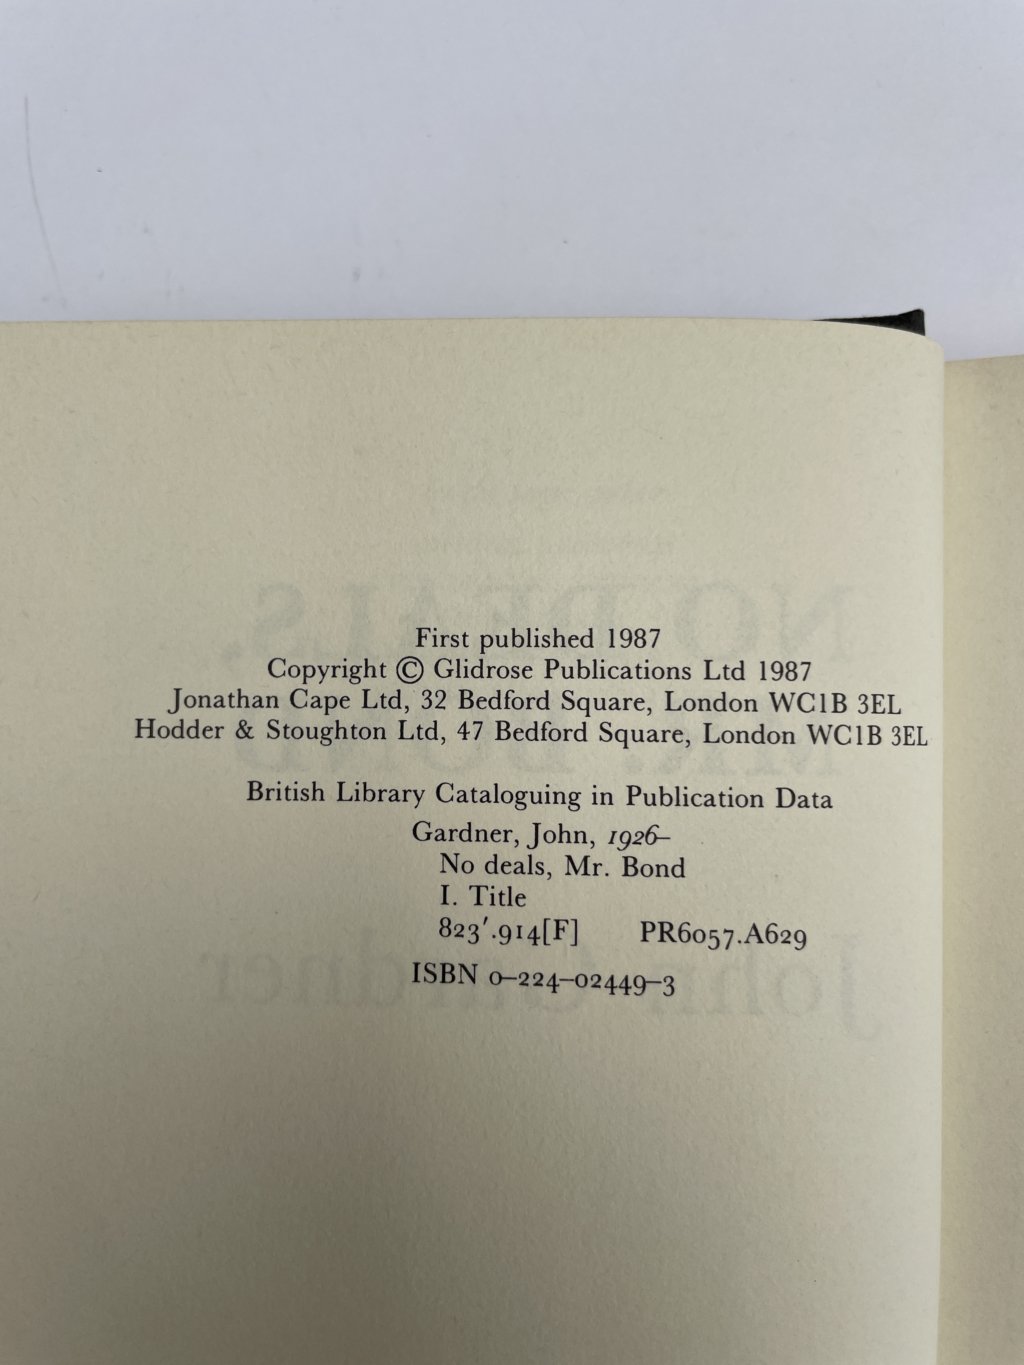 First published 1987
Copyright © Glidrose Publications Ltd 1987
Jonathan Cape Ltd, 32 Bedford Square, London WC1B 3EL
Hodder & Stoughton Ltd, 47 Bedford Square, London WC1B 3EL
British Library Cataloguing in Publication Data
Gardner, John, 1926–
No deals, Mr. Bond
I. Title
823′.914[F] PR6057.A629
ISBN 0–224–02449–3